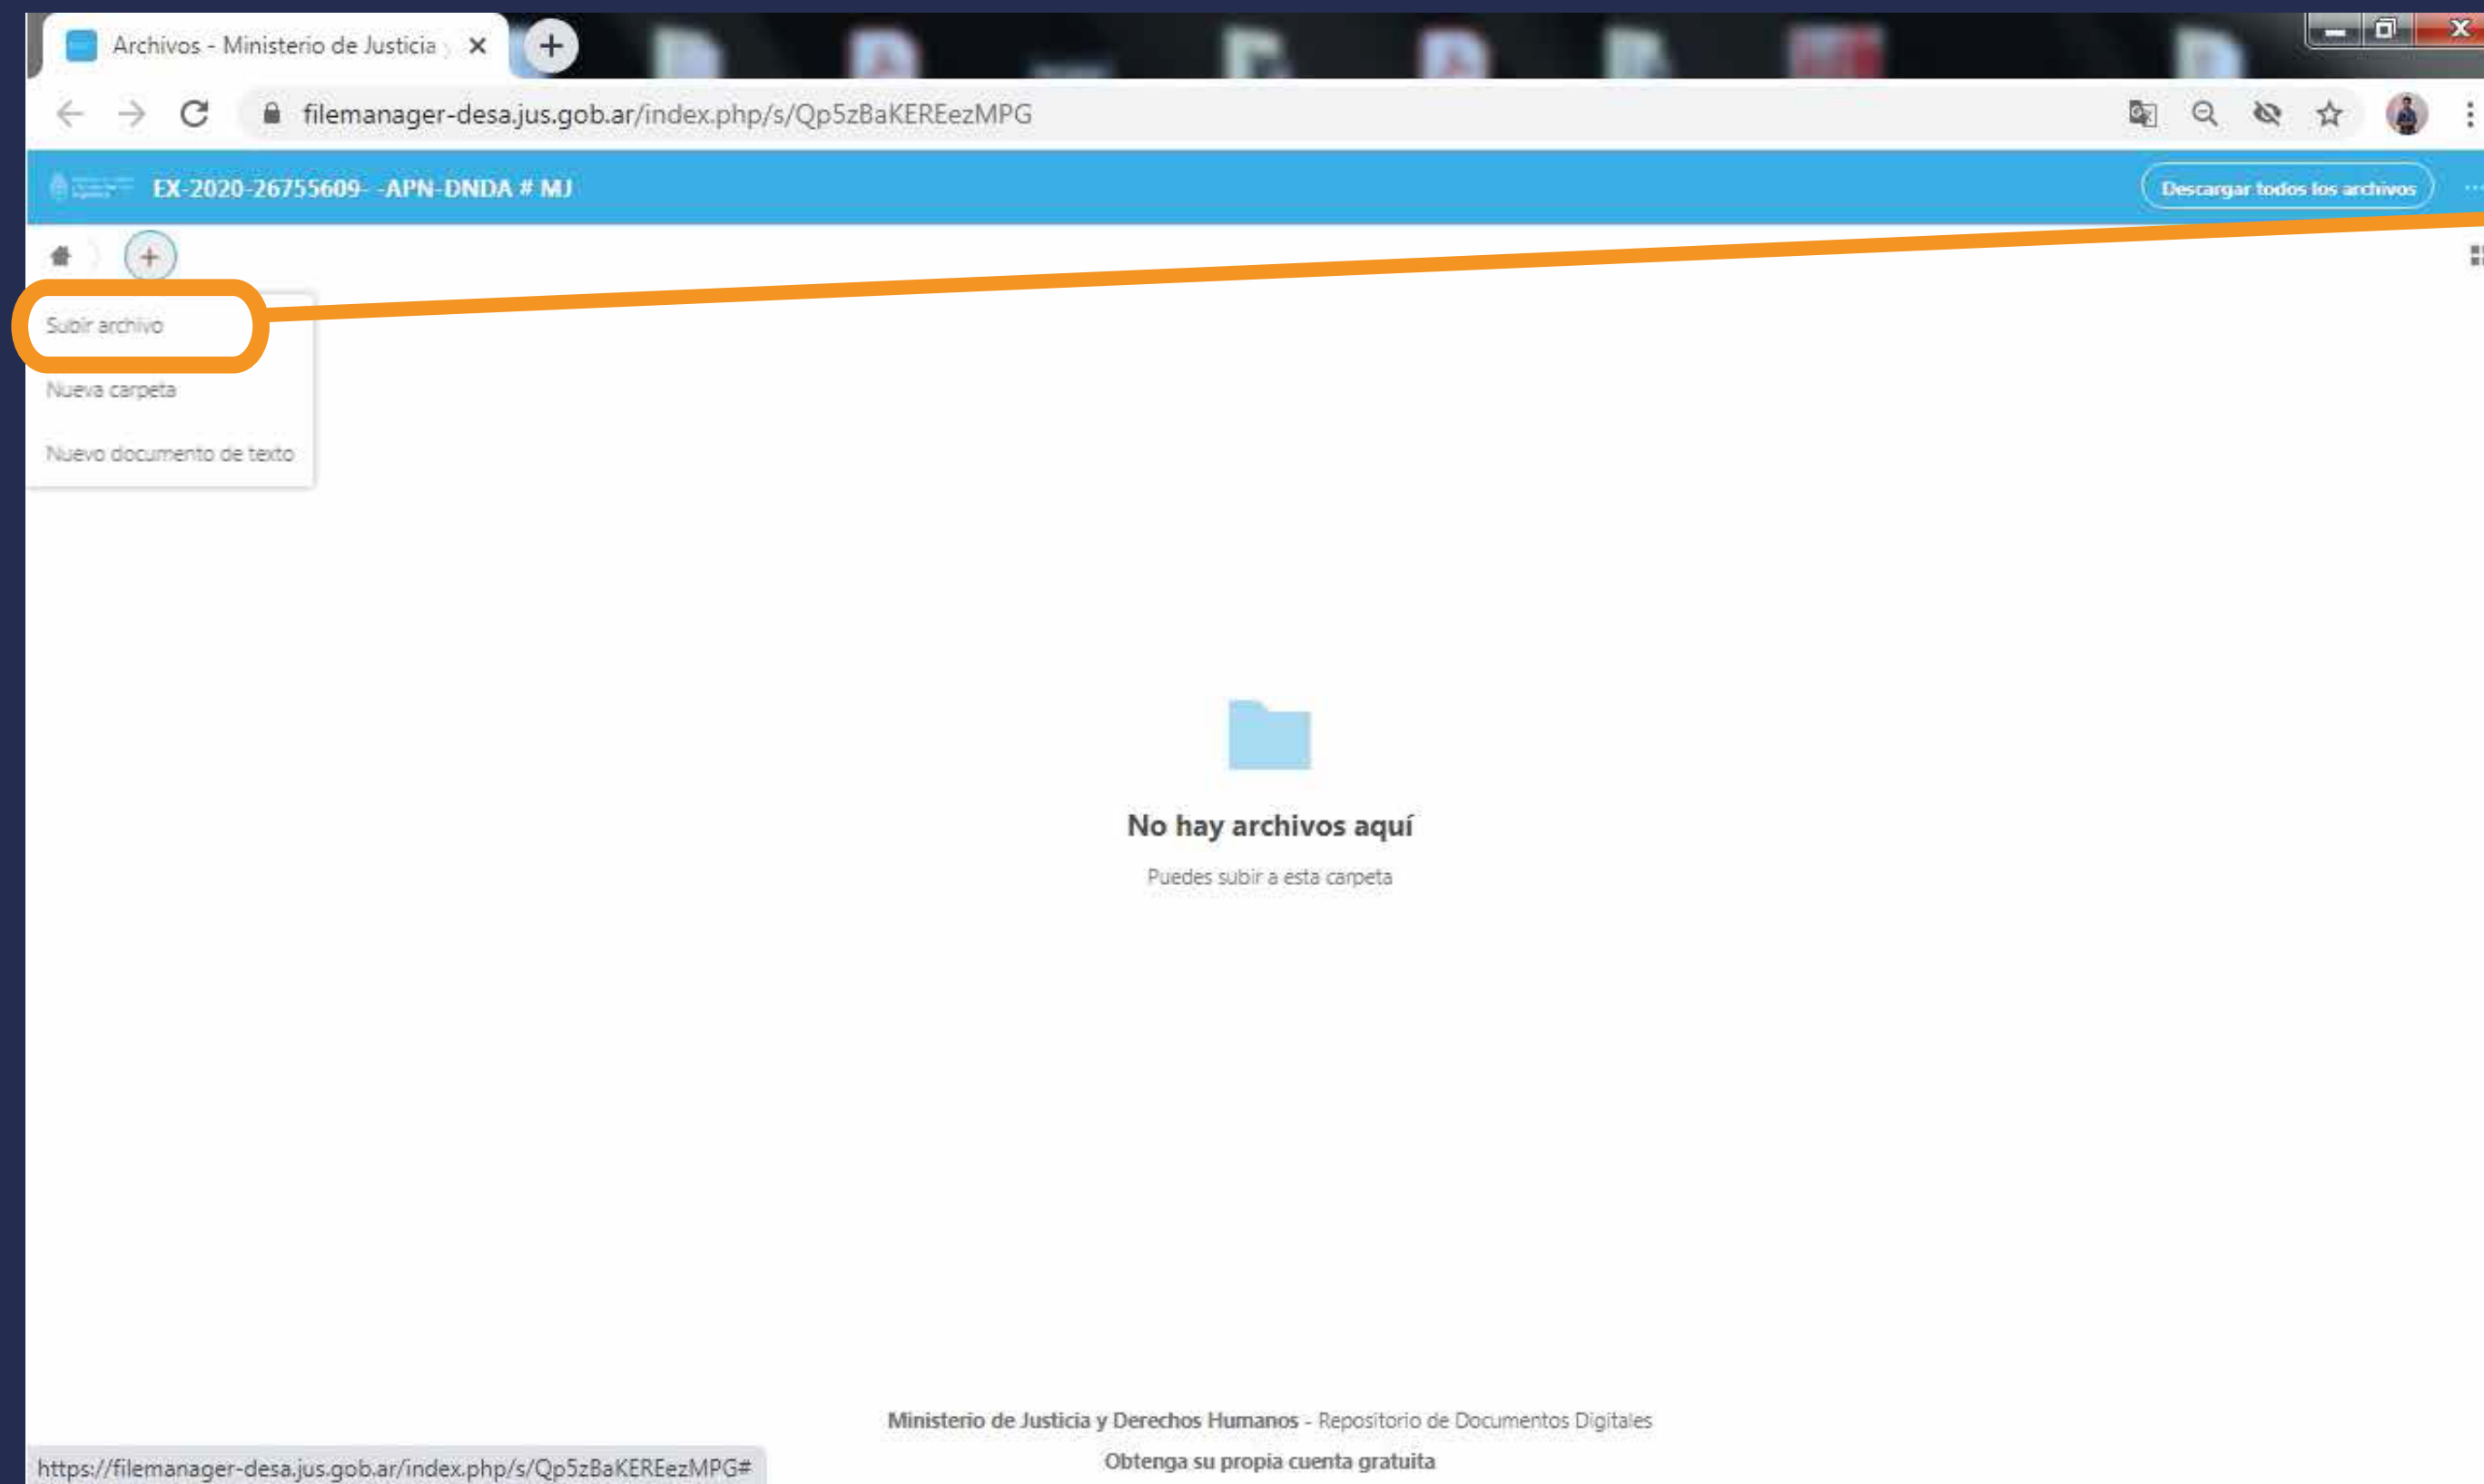 Archivos - Ministerio de Justicia y
filemanager-desa.jus.gob.ar/index.php/s/Qp5zBaKEREezMPG
EX-2020-26755609- -APN-DNDA # MJ
Descargar todos los archivos
Subir archivo
Nueva carpeta
Nuevo documento de texto
No hay archivos aquí
Puedes subir a esta carpeta
Ministerio de Justicia y Derechos Humanos - Repositorio de Documentos Digitales
Obtenga su propia cuenta gratuita
https://filemanager-desa.jus.gob.ar/index.php/s/Qp5zBaKEREezMPG#